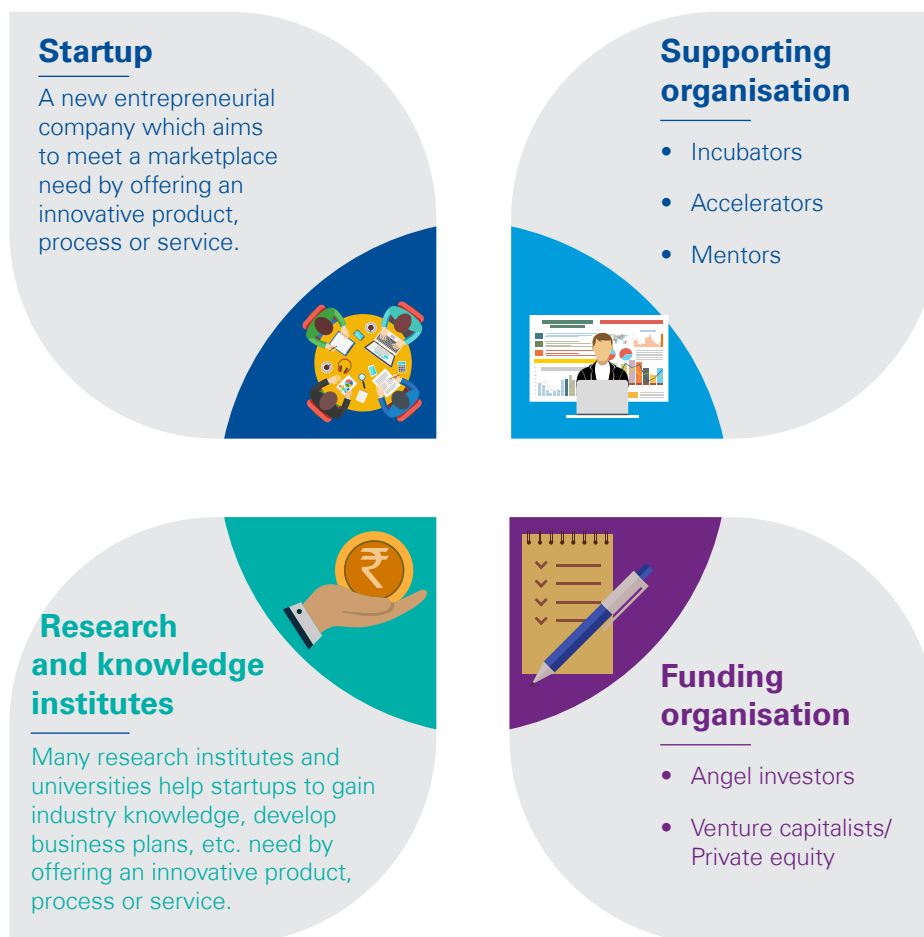 Startup
A new entrepreneurial
company which aims
to meet a marketplace
need by offering an
innovative product,
process or service.
Supporting
organisation
• Incubators
• Accelerators
• Mentors
₹
Research
and knowledge
institutes
Many research institutes and
universities help startups to gain
industry knowledge, develop
business plans, etc. need by
offering an innovative product,
process or service.
Funding
organisation
• Angel investors
• Venture capitalists/
Private equity